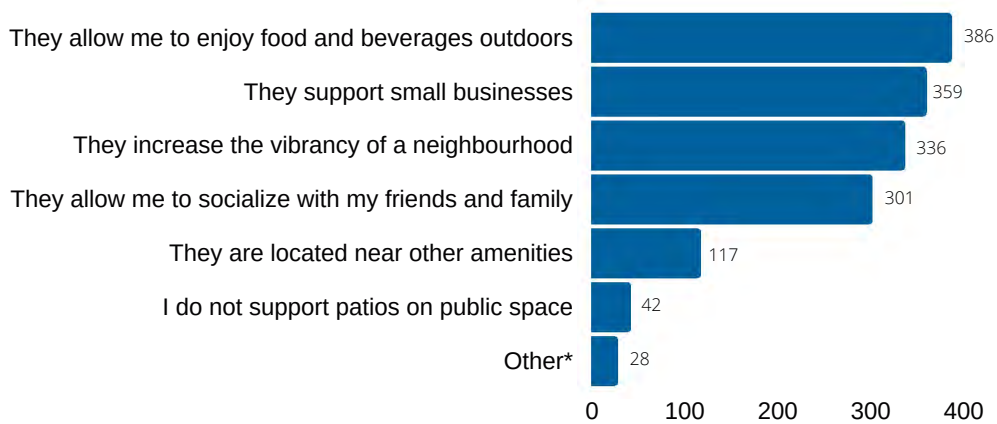 They allow me to enjoy food and beverages outdoors 386
They support small businesses 359
They increase the vibrancy of a neighbourhood 336
They allow me to socialize with my friends and family 301
They are located near other amenities 117
I do not support patios on public space 42
Other* 28
0 100 200 300 400